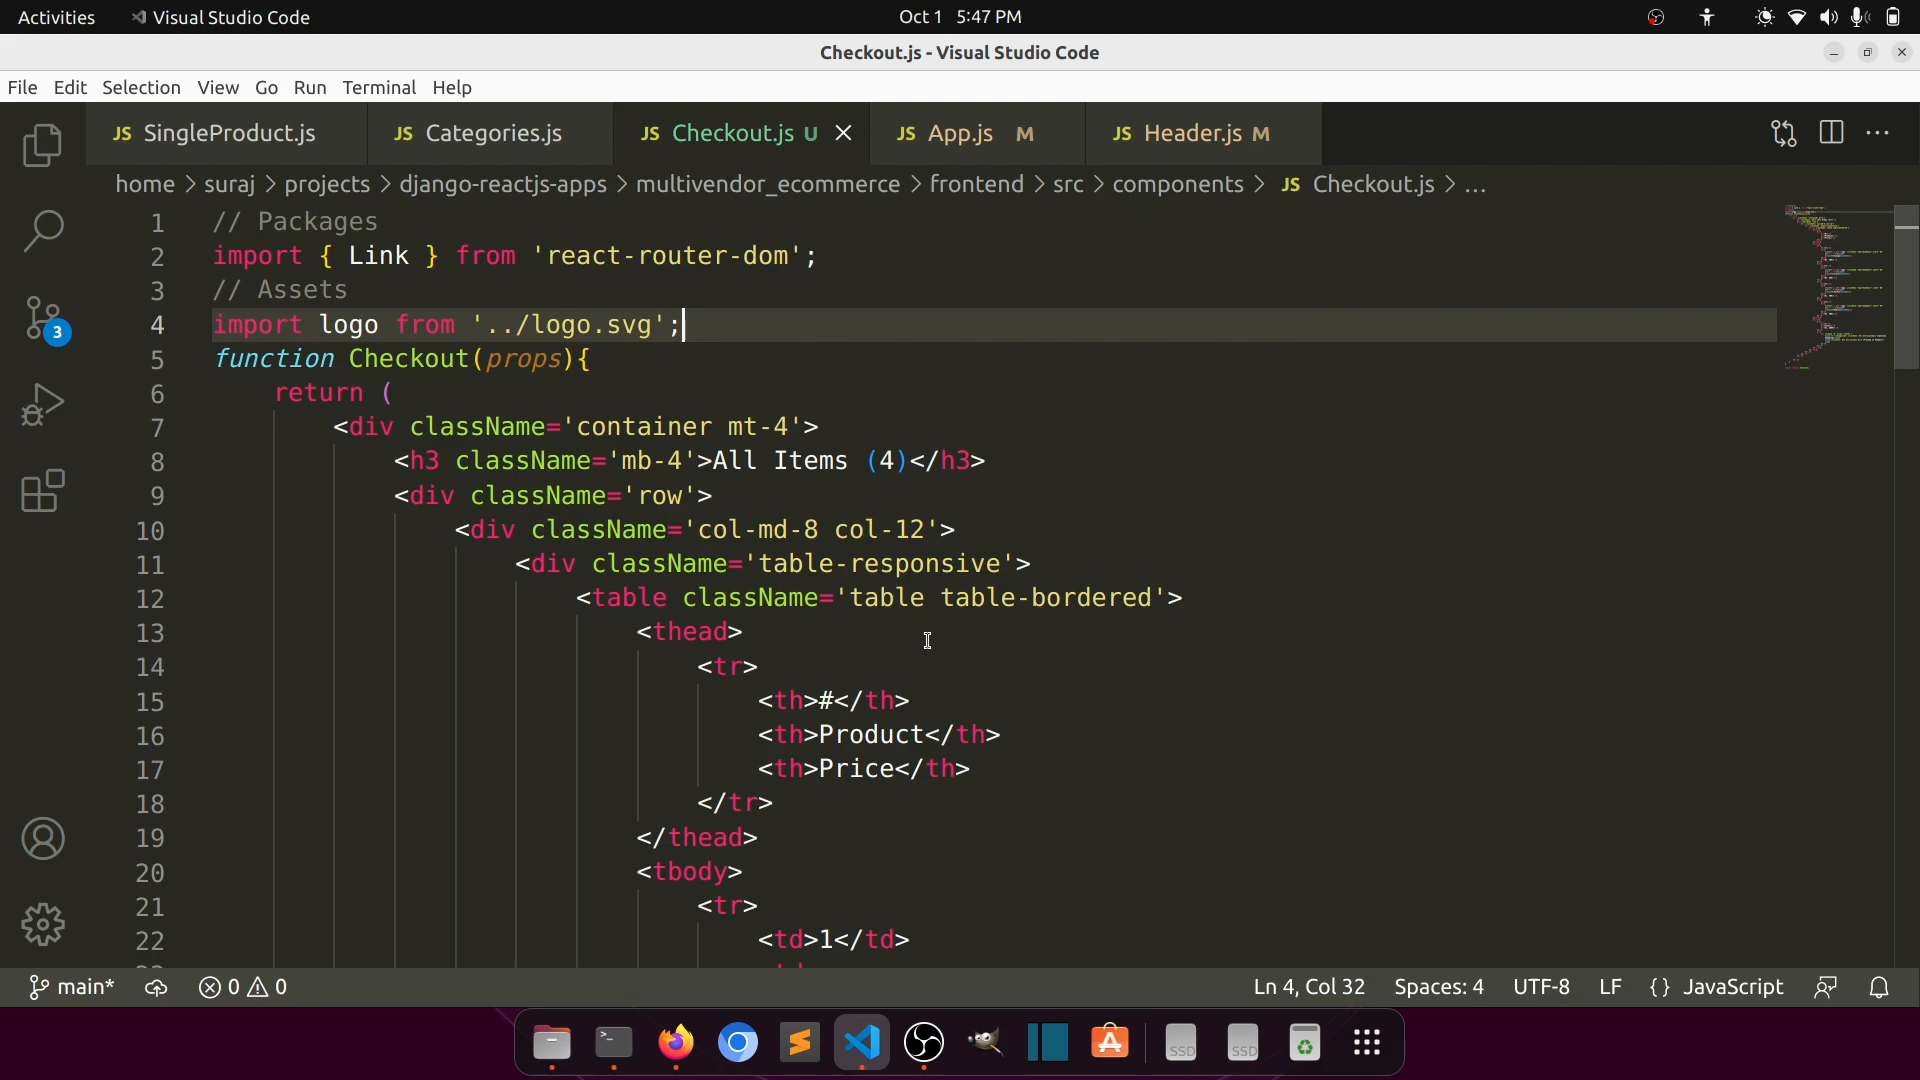 Activities Visual Studio Code Oct 1 5:47 PM
Checkout.js - Visual Studio Code
File Edit Selection View Go Run Terminal Help
JS SingleProduct.js JS Categories.js JS Checkout.js U JS App.js M JS Header.js M
home > suraj > projects > django-reactjs-apps > multivendor_ecommerce > frontend > src > components > JS Checkout.js > ...
1 // Packages
2 import { Link } from 'react-router-dom';
3 // Assets
4 import logo from '../logo.svg';
5 function Checkout(props){
6 return (
7 <div className='container mt-4'>
8 <h3 className='mb-4'>All Items (4)</h3>
9 <div className='row'>
10 <div className='col-md-8 col-12'>
11 <div className='table-responsive'>
12 <table className='table table-bordered'>
13 <thead>
14 <tr>
15 <th>#</th>
16 <th>Product</th>
17 <th>Price</th>
18 </tr>
19 </thead>
20 <tbody>
21 <tr>
22 <td>1</td>
3
main* 0 0 Ln 4, Col 32 Spaces: 4 UTF-8 LF {} JavaScript
SSD SSD